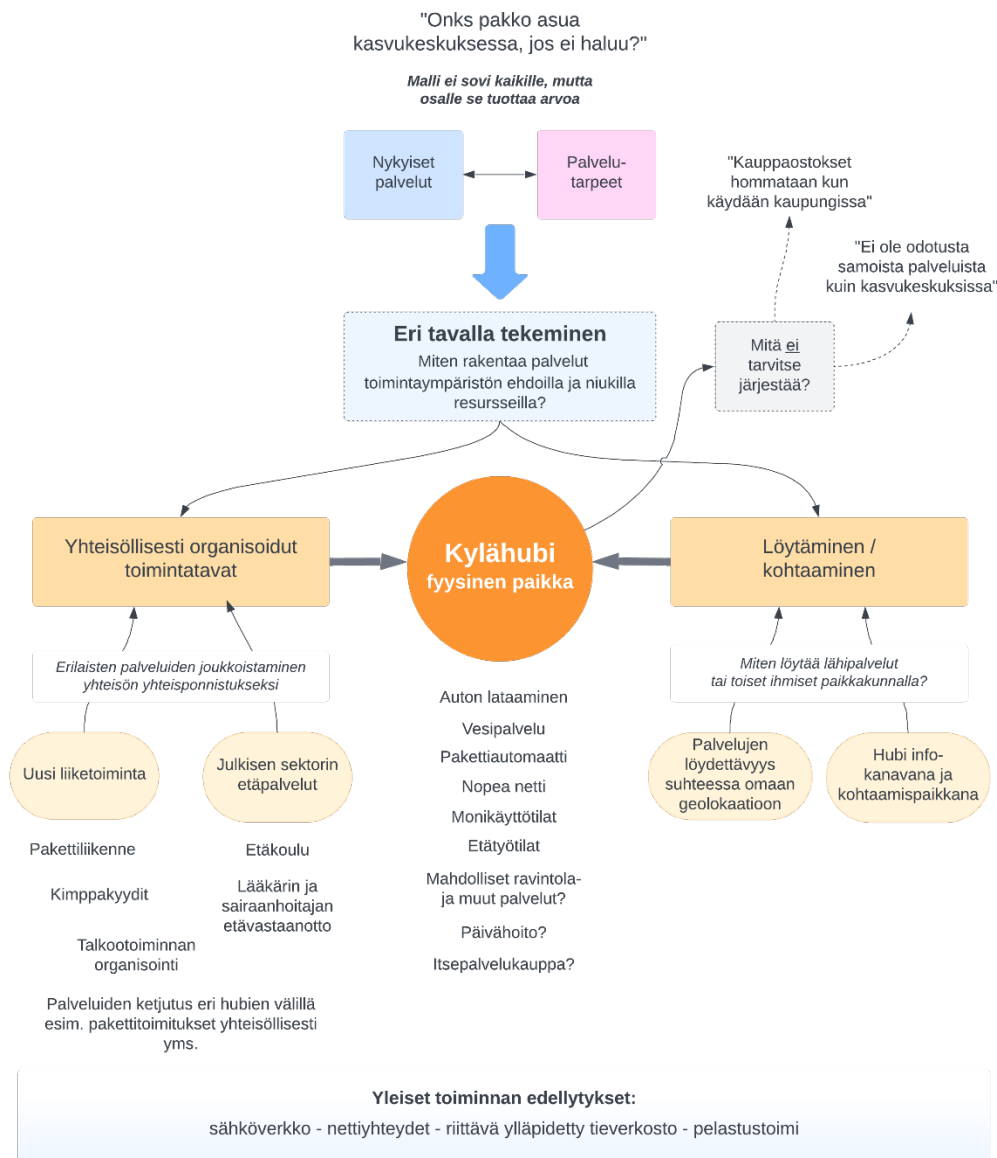 "Onks pakko asua
kasvukeskuksessa, jos ei haluu?"
Malli ei sovi kaikille, mutta
osalle se tuottaa arvoa
Nykyiset
palvelut
Palvelu-
tarpeet
"Kauppaostokset
hommataan kun
käydään kaupungissa"
"Ei ole odotusta
samoista palveluista
kuin kasvukeskuksissa"
Eri tavalla tekeminen
Miten rakentaa palvelut
toimintaympäristön ehdoilla ja niukilla
resursseilla?
Mitä ei
tarvitse
järjestää?
Yhteisöllisesti organisoidut
toimintatavat
Kylähubi
fyysinen paikka
Löytäminen /
kohtaaminen
Erilaisten palveluiden joukkoistaminen
yhteisön yhteisponnistukseksi
Miten löytää lähipalvelut
tai toiset ihmiset paikkakunnalla?
Uusi liiketoiminta
Julkisen sektorin
etäpalvelut
Pakettiliikenne
Kimppakyydit
Talkootoiminnan
organisointi
Etäkoulu
Lääkärin ja
sairaanhoitajan
etävastaanotto
Palveluiden ketjutus eri hubien välillä
esim. pakettitoimitukset yhteisöllisesti
yms.
Auton lataaminen
Vesipalvelu
Pakettiautomaatti
Nopea netti
Monikäyttötilat
Etätyötilat
Mahdolliset ravintola-
ja muut palvelut?
Päivähoito?
Itsepalvelukauppa?
Palvelujen
löydettävyys
suhteessa omaan
geolokaatioon
Hubi info-
kanavana ja
kohtaamispaikkana
Yleiset toiminnan edellytykset:
sähköverkko - nettiyhteydet - riittävä ylläpidetty tieverkosto - pelastustoimi